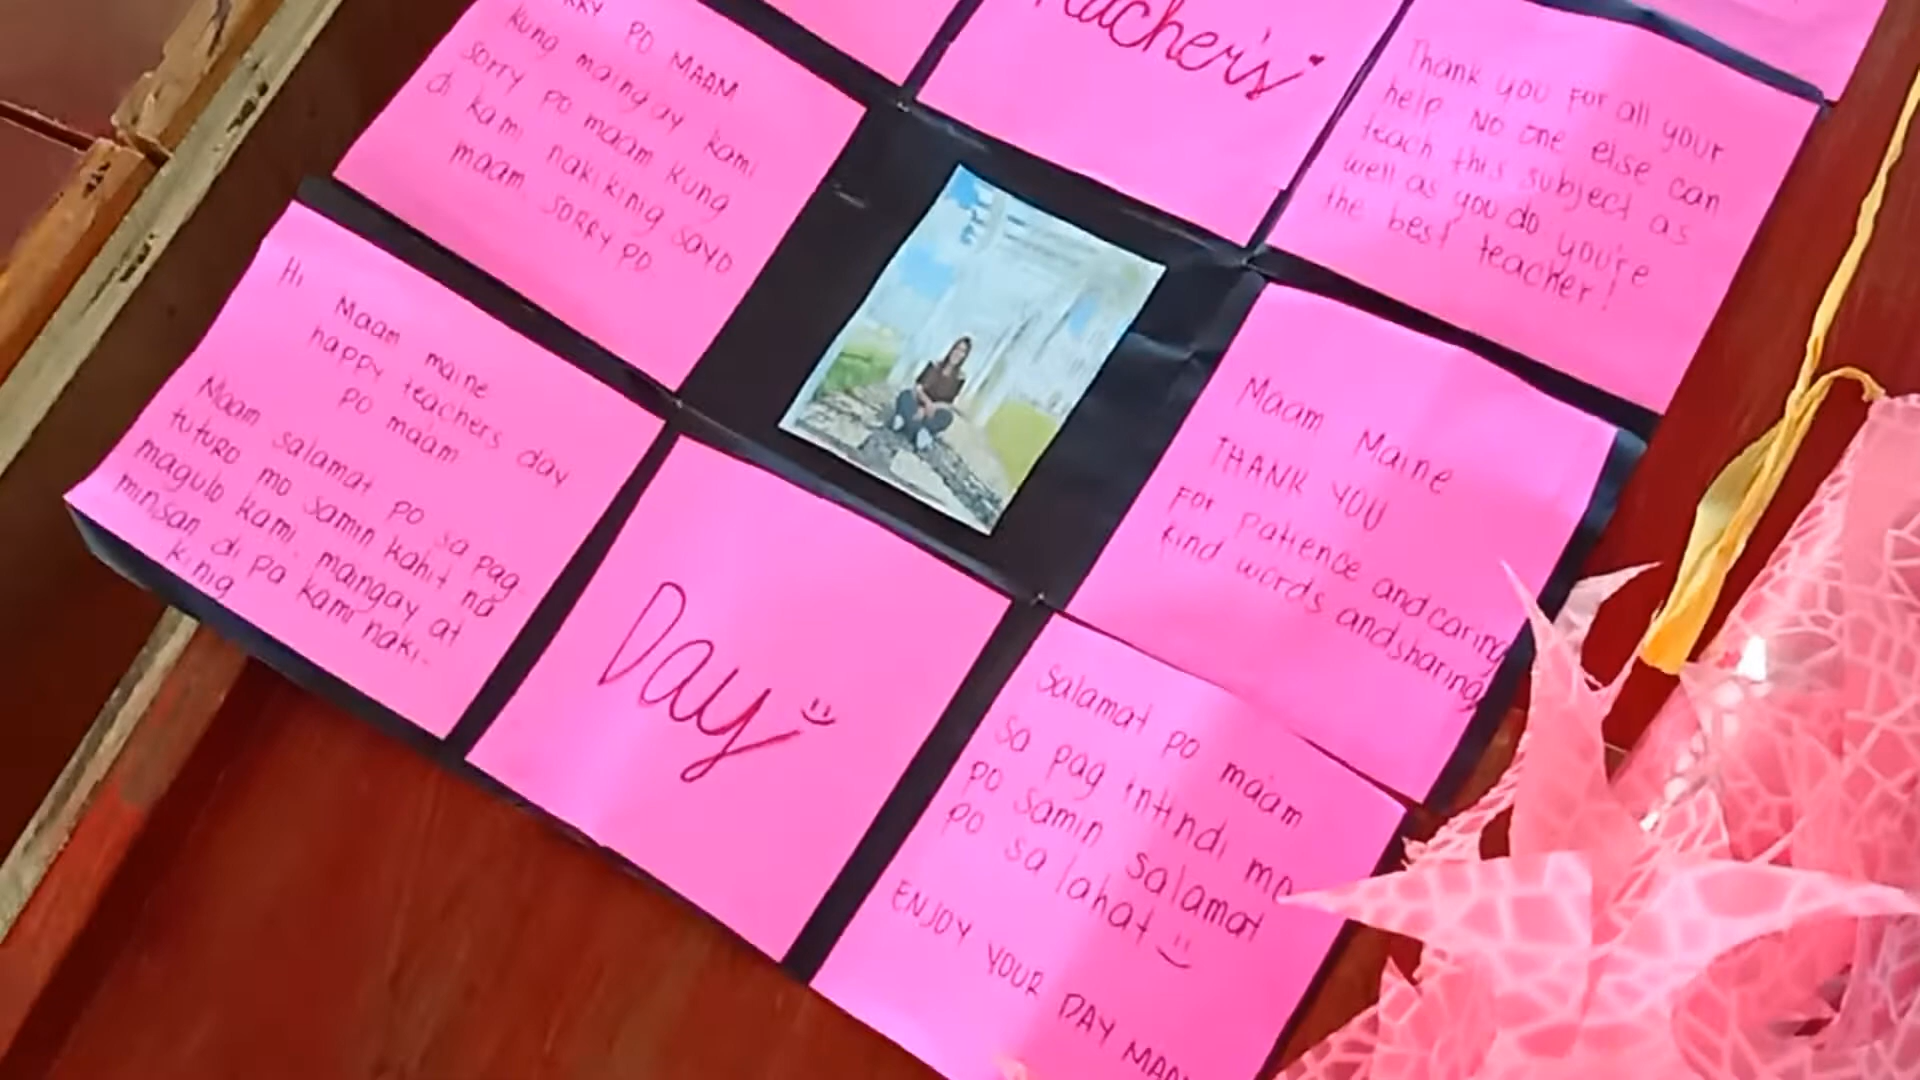 PO MAAM
kung maingay kami
sorry po maam kung
di kami nakikinig sayo
maam. SORRY PO
Teacher's
Thank you for all your
help. No one else can
teach this subject as
well as you do you're
the best teacher!
Hi Maam maine
happy teachers day
po maam
Maam salamat po sa pag-
tuturo mo samin kahit na
magulo kami. maingay at
minsan di pa kami naki-
kinig
Day
Maam Maine
THANK YOU
For patience and caring
kind words and sharing
Salamat po maam
sa pag intindi mo
po samin salamat
po sa lahat
ENJOY YOUR DAY